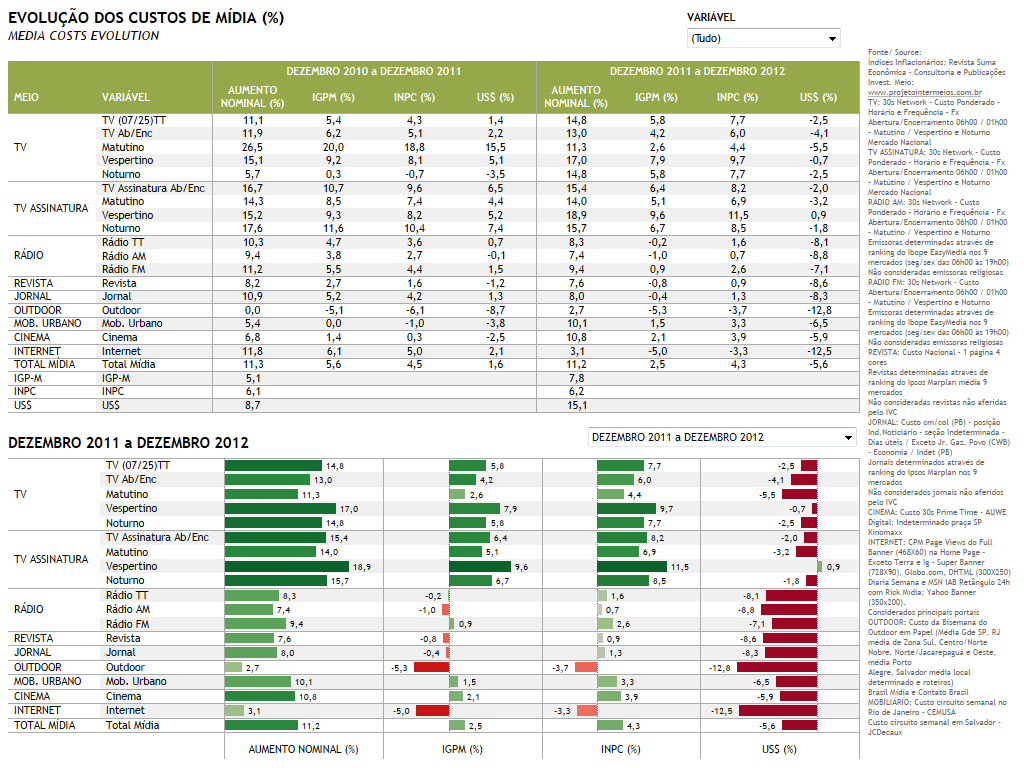 EVOLUÇÃO DOS CUSTOS DE MÍDIA (%)
MEDIA COSTS EVOLUTION
VARIÁVEL
(Tudo)
DEZEMBRO 2010 a DEZEMBRO 2011 DEZEMBRO 2011 a DEZEMBRO 2012
MEIO VARIÁVEL AUMENTO NOMINAL (%) IGPM (%) INPC (%) US$ (%) AUMENTO NOMINAL (%) IGPM (%) INPC (%) US$ (%)
TV
TV (07/25)TT 11,1 5,4 4,3 1,4 14,8 5,8 7,7 -2,5
TV Ab/Enc 11,9 6,2 5,1 2,2 13,0 4,2 6,0 -4,1
Matutino 26,5 20,0 18,8 15,5 11,3 2,6 4,4 -5,5
Vespertino 15,1 9,2 8,1 5,1 17,0 7,9 9,7 -0,7
Noturno 5,7 0,3 -0,7 -3,5 14,8 5,8 7,7 -2,5
TV ASSINATURA
TV Assinatura Ab/Enc 16,7 10,7 9,6 6,5 15,4 6,4 8,2 -2,0
Matutino 14,3 8,5 7,4 4,4 14,0 5,1 6,9 -3,2
Vespertino 15,2 9,3 8,2 5,2 18,9 9,6 11,5 0,9
Noturno 17,6 11,6 10,4 7,4 15,7 6,7 8,5 -1,8
RÁDIO
Rádio TT 10,3 4,7 3,6 0,7 8,3 -0,2 1,6 -8,1
Rádio AM 9,4 3,8 2,7 -0,1 7,4 -1,0 0,7 -8,8
Rádio FM 11,2 5,5 4,4 1,5 9,4 0,9 2,6 -7,1
REVISTA Revista 8,2 2,7 1,6 -1,2 7,6 -0,8 0,9 -8,6
JORNAL Jornal 10,9 5,2 4,2 1,3 8,0 -0,4 1,3 -8,3
OUTDOOR Outdoor 0,0 -5,1 -6,1 -8,7 2,7 -5,3 -3,7 -12,8
MOB. URBANO Mob. Urbano 5,4 0,0 -1,0 -3,8 10,1 1,5 3,3 -6,5
CINEMA Cinema 6,8 1,4 0,3 -2,5 10,8 2,1 3,9 -5,9
INTERNET Internet 11,8 6,1 5,0 2,1 3,1 -5,0 -3,3 -12,5
TOTAL MÍDIA Total Mídia 11,3 5,6 4,5 1,6 11,2 2,5 4,3 -5,6
IGP-M IGP-M 5,1 7,8
INPC INPC 6,1 6,2
US$ US$ 8,7 15,1
DEZEMBRO 2011 a DEZEMBRO 2012
DEZEMBRO 2011 a DEZEMBRO 2012
TV
TV (07/25)TT 14,8 5,8 7,7 -2,5
TV Ab/Enc 13,0 4,2 6,0 -4,1
Matutino 11,3 2,6 4,4 -5,5
Vespertino 17,0 7,9 9,7 -0,7
Noturno 14,8 5,8 7,7 -2,5
TV ASSINATURA
TV Assinatura Ab/Enc 15,4 6,4 8,2 -2,0
Matutino 14,0 5,1 6,9 -3,2
Vespertino 18,9 9,6 11,5 0,9
Noturno 15,7 6,7 8,5 -1,8
RÁDIO
Rádio TT 8,3 -0,2 1,6 -8,1
Rádio AM 7,4 -1,0 0,7 -8,8
Rádio FM 9,4 0,9 2,6 -7,1
REVISTA Revista 7,6 -0,8 0,9 -8,6
JORNAL Jornal 8,0 -0,4 1,3 -8,3
OUTDOOR Outdoor 2,7 -5,3 -3,7 -12,8
MOB. URBANO Mob. Urbano 10,1 1,5 3,3 -6,5
CINEMA Cinema 10,8 2,1 3,9 -5,9
INTERNET Internet 3,1 -5,0 -3,3 -12,5
TOTAL MÍDIA Total Mídia 11,2 2,5 4,3 -5,6
AUMENTO NOMINAL (%) IGPM (%) INPC (%) US$ (%)
Fonte/ Source:
Índices Inflacionários: Revista Suma
Econômica - Consultoria e Publicações
Invest. Meio:
www.projetointermeios.com.br
TV: 30s Network - Custo Ponderado -
Horário e Frequência - Fx
Abertura/Encerramento 06h00 / 01h00
- Matutino / Vespertino e Noturno
Mercado Nacional
TV ASSINATURA: 30s Network - Custo
Ponderado - Horário e Frequência - Fx
Abertura/Encerramento 06h00 / 01h00
- Matutino / Vespertino e Noturno
Mercado Nacional
RÁDIO AM: 30s Network - Custo
Ponderado - Horário e Frequência - Fx
Abertura/Encerramento 06h00 / 01h00
- Matutino / Vespertino e Noturno
Emissoras determinadas através de
ranking do Ibope EasyMedia nos 9
mercados (seg/sex das 06h00 às 19h00)
Não consideradas emissoras religiosas
RÁDIO FM: 30s Network - Custo
Abertura/Encerramento 06h00 / 01h00
- Matutino / Vespertino e Noturno
Emissoras determinadas através de
ranking do Ibope EasyMedia nos 9
mercados (seg/sex das 06h00 às 19h00)
Não consideradas emissoras religiosas
REVISTA: Custo Nacional - 1 página 4
cores
Revistas determinadas através de
ranking do Ipsos Marplan média 9
mercados
Não consideradas revistas não aferidas
pelo IVC
JORNAL: Custo cm/col (PB) - posição
Ind.Noticiário - seção Indeterminada -
Dias úteis / Exceto Jr. Gaz. Povo (CWB)
- Economia / Indet (PB)
Jornais determinados através de
ranking do Ipsos Marplan nos 9
mercados
Não considerados jornais não aferidos
pelo IVC
CINEMA: Custo 30s Prime Time - AUWE
Digital; Indeterminado praça SP
Kinomaxx
INTERNET: CPM Page Views do Full
Banner (468X60) na Home Page -
Exceto Terra e Ig - Super Banner
(728X90), Globo.com, DHTML (300X250)
Diaria Semana e MSN IAB Retângulo 24h
com Rick Mídia; Yahoo Banner
(350x200).
Considerados principais portais
OUTDOOR: Custo da Bisemana do
Outdoor em Papel (Média Gde SP, RJ
média de Zona Sul, Centro/Norte
Nobre, Norte/Jacarepaguá e Oeste,
média Porto
Alegre, Salvador média local
determinado e roteiros)
Brasil Midia e Contato Brasil
MOBILIÁRIO: Custo circuito semanal no
Rio de Janeiro - CEMUSA
Custo circuito semanal em Salvador -
JCDecaux